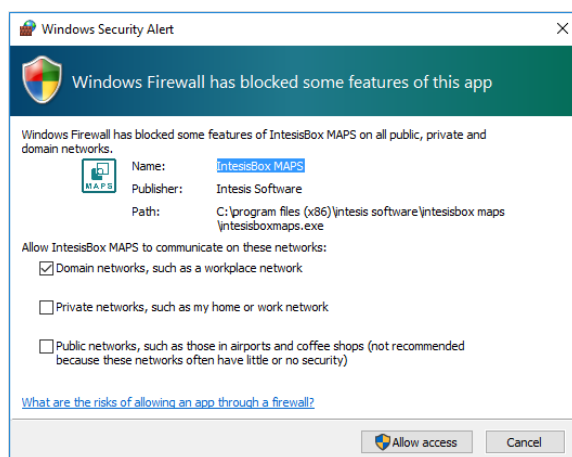 Windows Security Alert
Windows Firewall has blocked some features of this app
Windows Firewall has blocked some features of IntesisBox MAPS on all public, private and
domain networks.
MAPS
Name: IntesisBox MAPS
Publisher: Intesis Software
Path: C:\program files (x86)\intesis software\intesisbox maps
\intesisboxmaps.exe
Allow IntesisBox MAPS to communicate on these networks:
Domain networks, such as a workplace network
Private networks, such as my home or work network
Public networks, such as those in airports and coffee shops (not recommended
because these networks often have little or no security)
What are the risks of allowing an app through a firewall?
Allow access Cancel